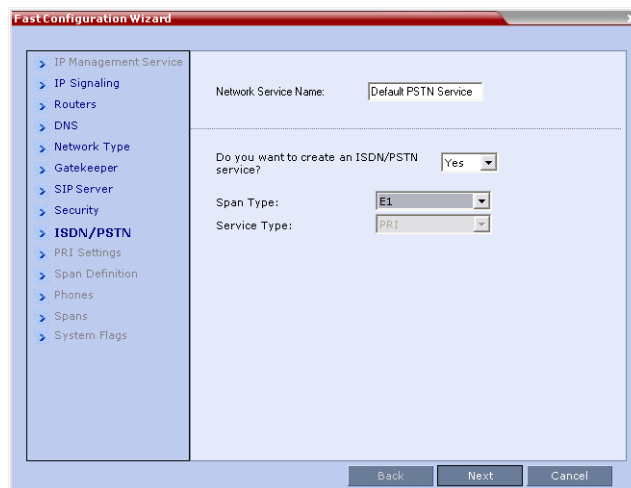 Fast Configuration Wizard
IP Management Service
IP Signaling
Routers
DNS
Network Type
Gatekeeper
SIP Server
Security
ISDN/PSTN
PRI Settings
Span Definition
Phones
Spans
System Flags
Network Service Name: Default PSTN Service
Do you want to create an ISDN/PSTN
service? Yes
Span Type: E1
Service Type: PRI
Back Next Cancel